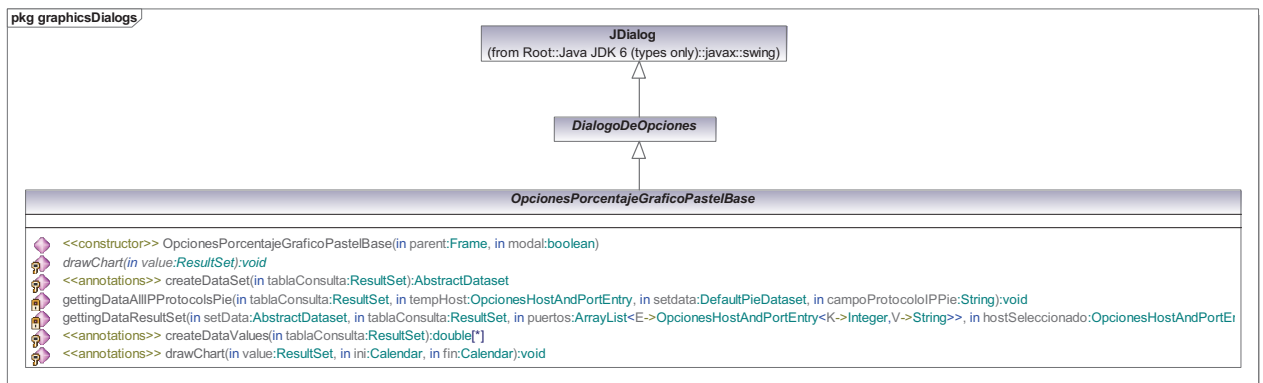 pkg graphicsDialogs
JDialog
(from Root::Java JDK 6 (types only)::javax::swing)
DialogoDeOpciones
OpcionesPorcentajeGraficoPastelBase
<<constructor>> OpcionesPorcentajeGraficoPastelBase(in parent:Frame, in modal:boolean)
drawChart(in value:ResultSet):void
<<annotations>> createDataSet(in tablaConsulta:ResultSet):AbstractDataset
gettingDataAllIPProtocolsPie(in tablaConsulta:ResultSet, in tempHost:OpcionesHostAndPortEntry, in setdata:DefaultPieDataset, in campoProtocoloIPPie:String):void
gettingDataResultSet(in setData:AbstractDataset, in tablaConsulta:ResultSet, in puertos:ArrayList<E->OpcionesHostAndPortEntry<K->Integer,V->String>>, in hostSeleccionado:OpcionesHostAndPortEr
<<annotations>> createDataValues(in tablaConsulta:ResultSet):double[*]
<<annotations>> drawChart(in value:ResultSet, in ini:Calendar, in fin:Calendar):void